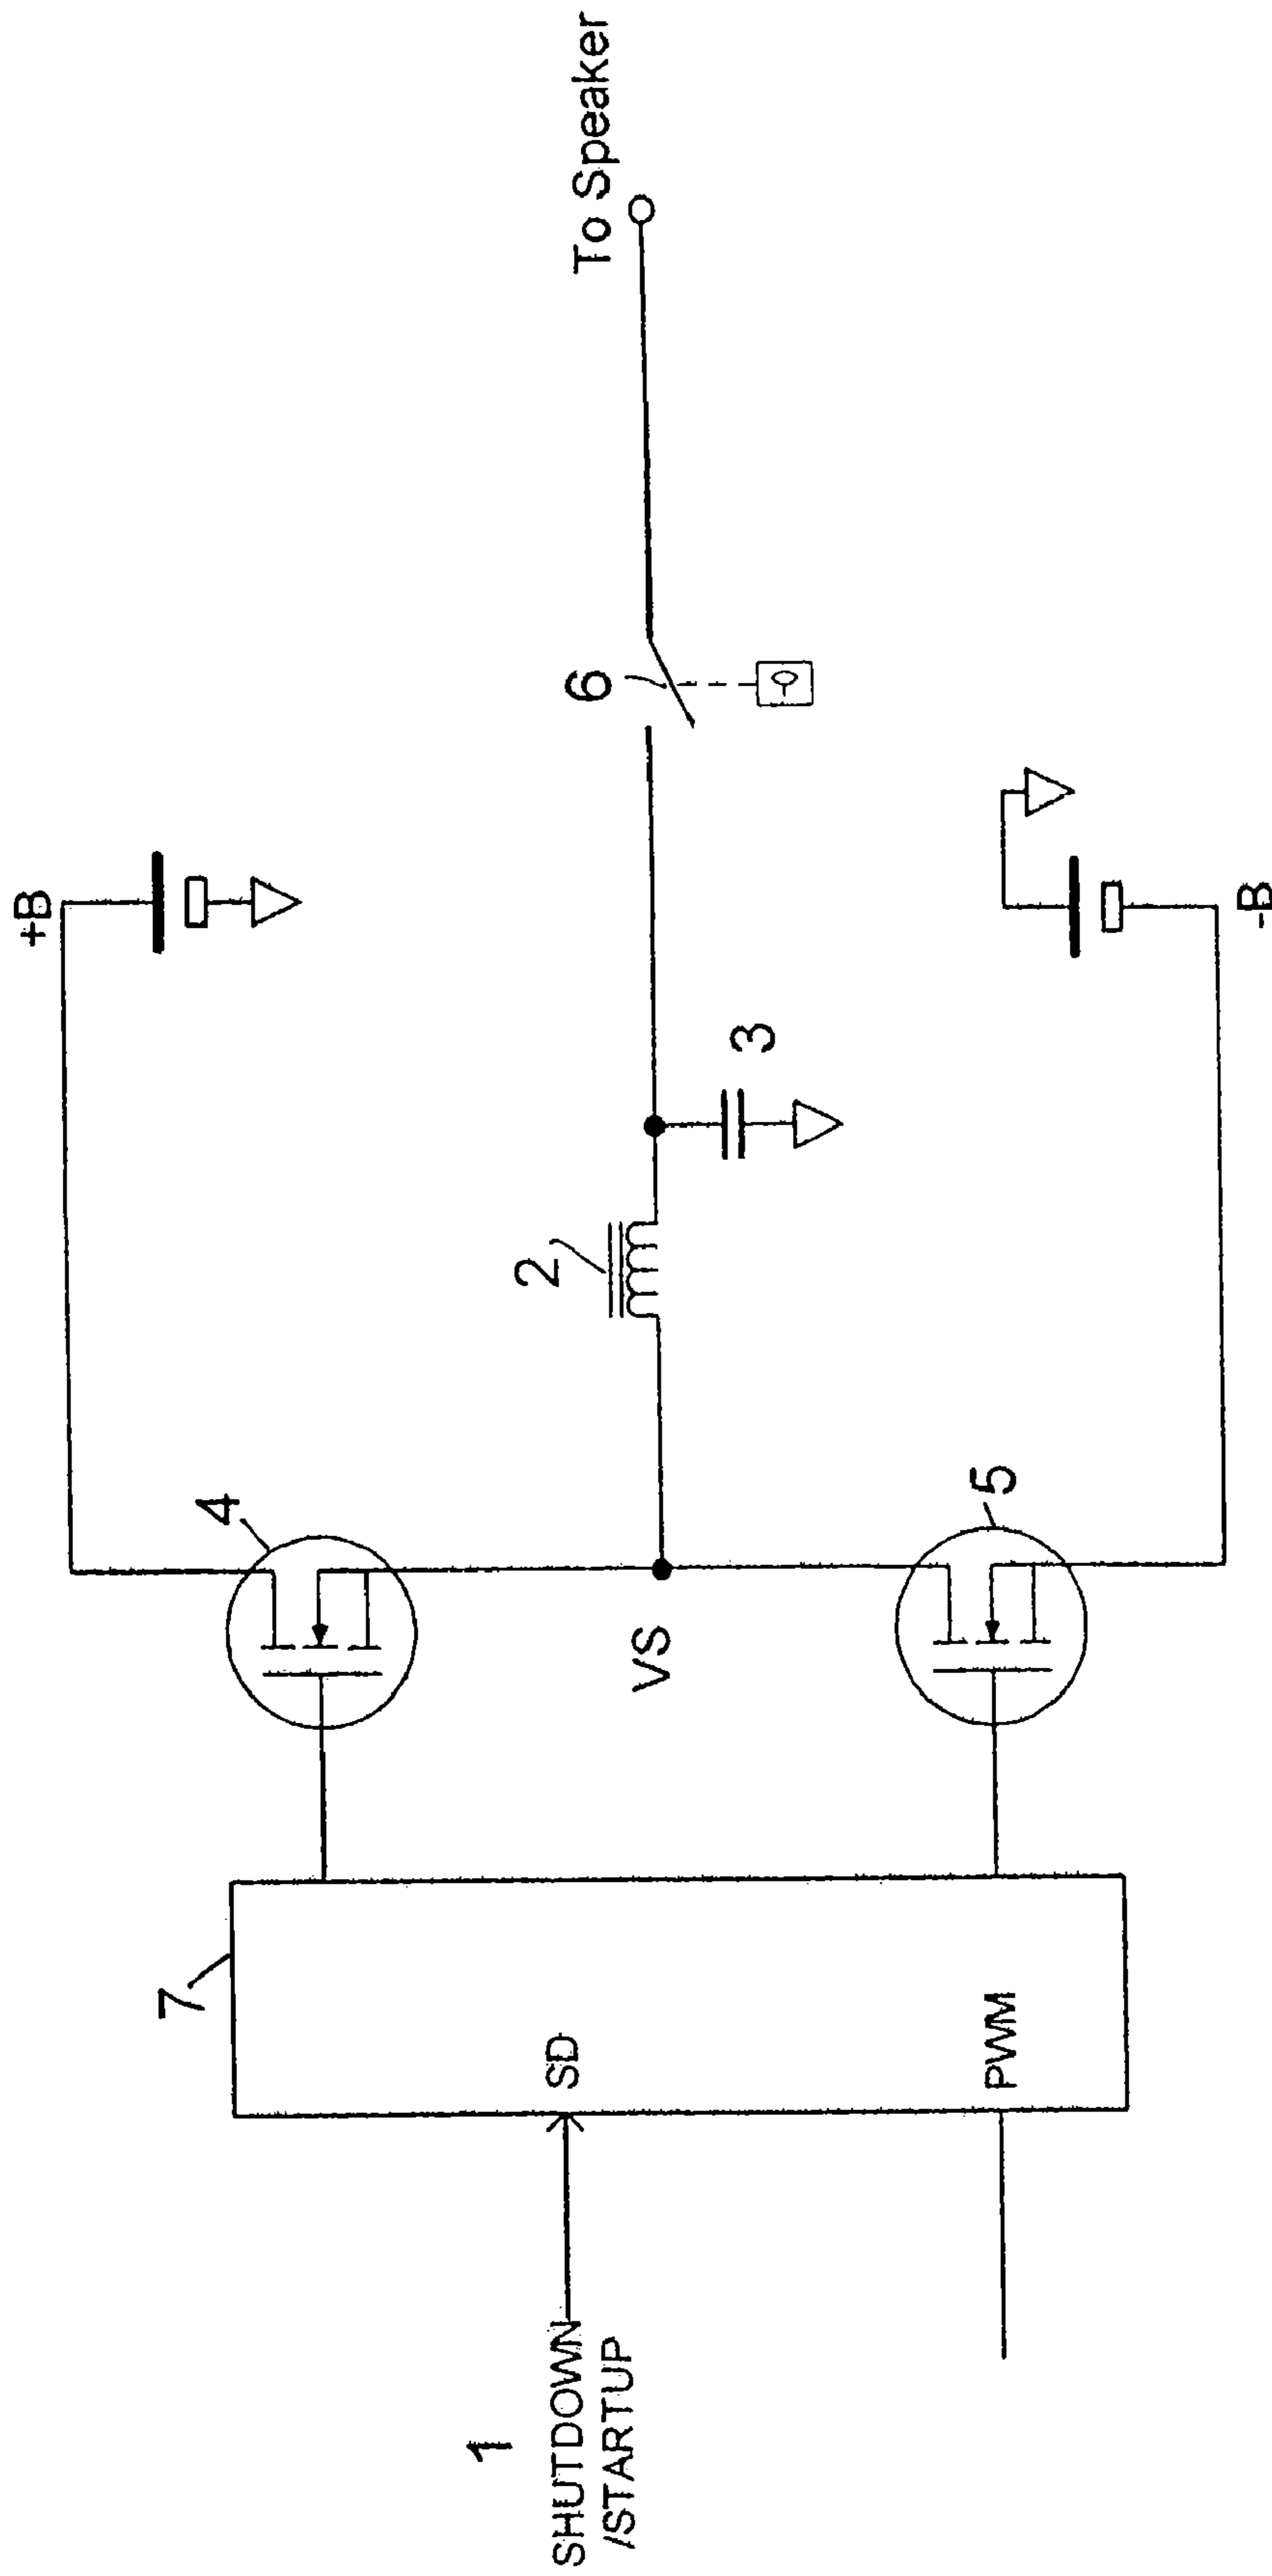 +B
4
7
To Speaker
6
2
3
1
SHUTDOWN
/STARTUP
SD
VS
PWM
5
-B